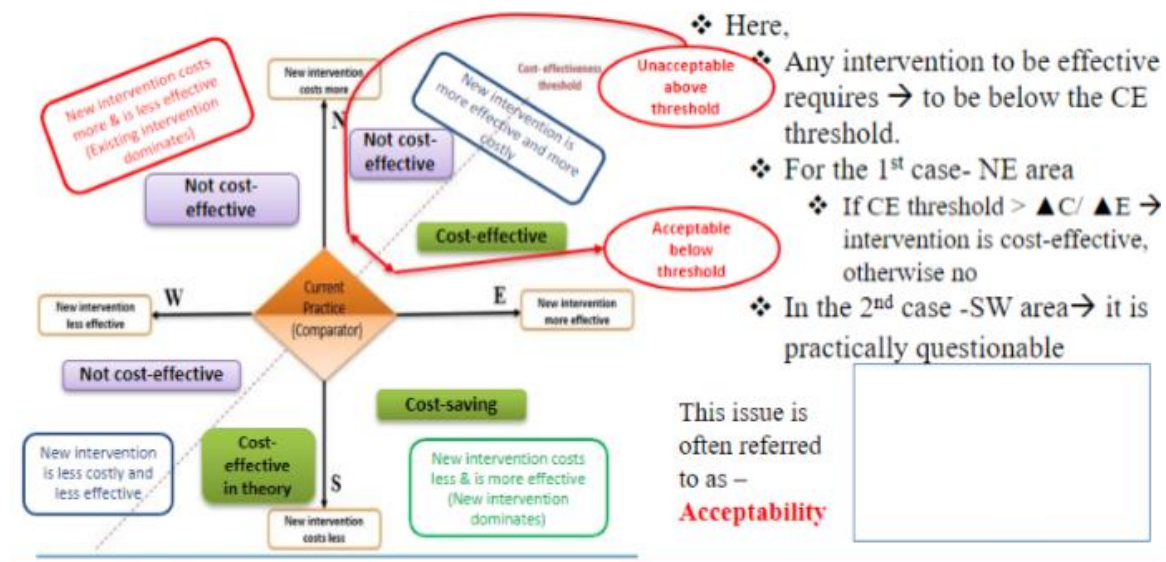 New intervention costs
more & is less effective
(Existing intervention
dominates)
New intervention
costs more
N
Cost- effectiveness
threshold
New intervention is
more effective and more
costly
Unacceptable
above
threshold
Not cost-
effective
Not cost-
effective
Cost-effective
Acceptable
below
threshold
Current
Practice
(Comparator)
W
New intervention
less effective
E
New intervention
more effective
Not cost-effective
Cost-saving
New intervention
is less costly and
less effective
Cost-
effective
in theory
S
New intervention costs
less & is more effective
(New intervention
dominates)
New intervention
costs less
❖ Here,
❖ Any intervention to be effective
requires → to be below the CE
threshold.
❖ For the 1st case- NE area
❖ If CE threshold > ▲C/ ▲E →
intervention is cost-effective,
otherwise no
❖ In the 2nd case -SW area→ it is
practically questionable
This issue is
often referred
to as –
Acceptability